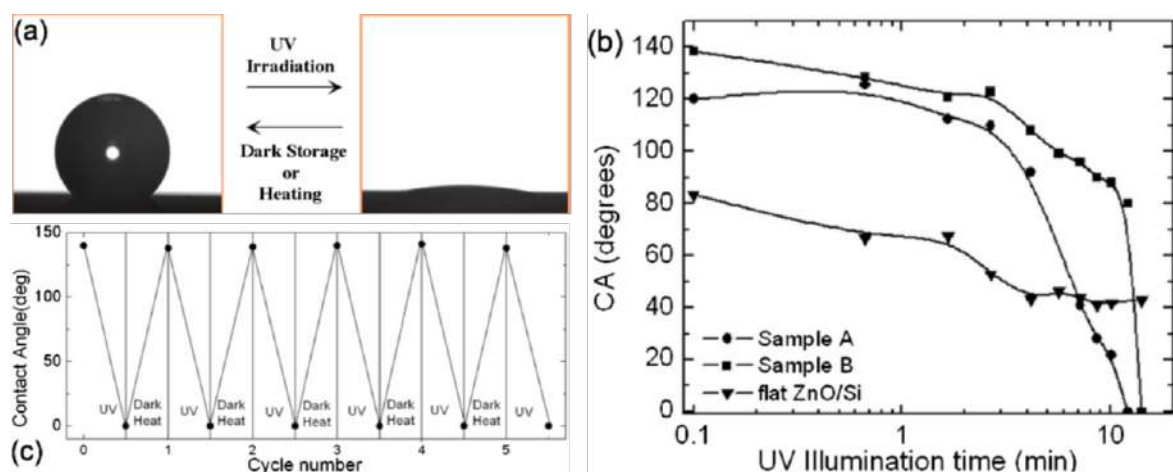 (a)
UV
Irradiation
Dark Storage
or
Heating
(b)
140
120
100
80
60
40
20
0
CA (degrees)
Sample A
Sample B
flat ZnO/Si
0.1
1
10
UV Illumination time (min)
150
100
50
0
Contact Angle(deg)
UV
Dark
Heat
UV
Dark
Heat
UV
Dark
Heat
UV
Dark
Heat
UV
Dark
Heat
UV
0
1
2
3
4
5
Cycle number
(c)